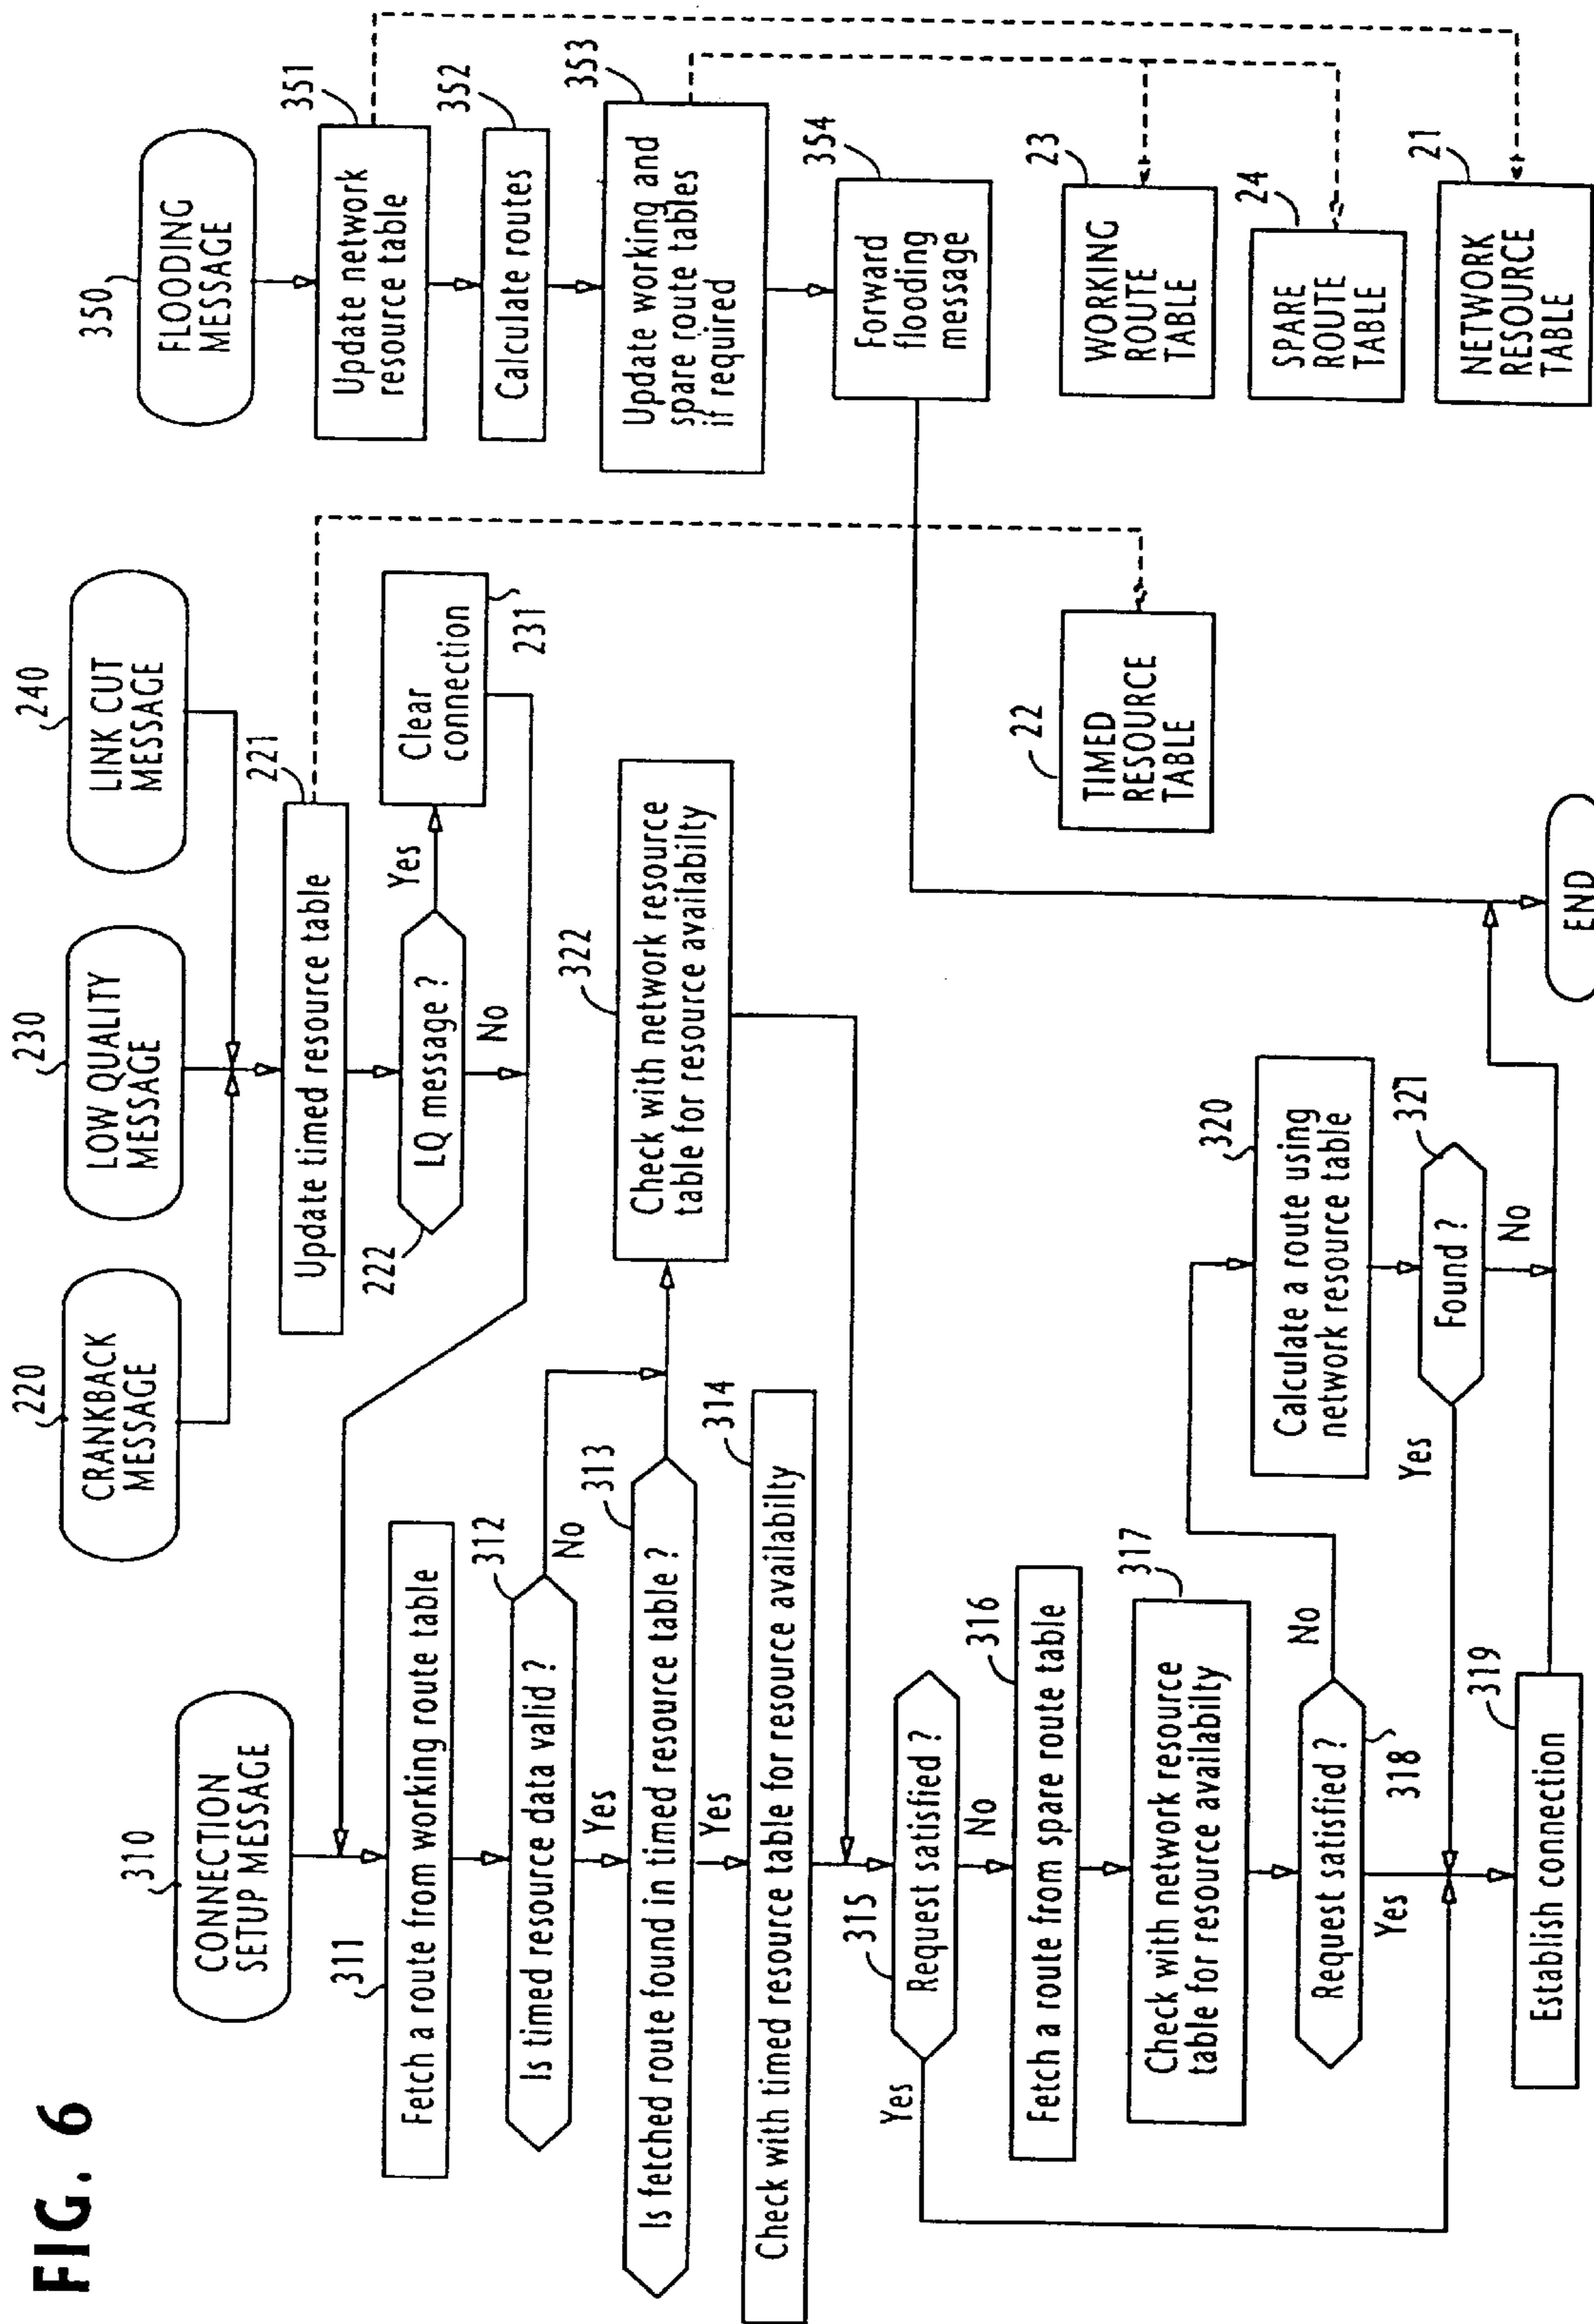 FIG. 6
310
CONNECTION
SETUP MESSAGE
311
Fetch a route from working route table
312
Is timed resource data valid ?
No
Yes
313
Is fetched route found in timed resource table ?
Yes
314
Check with timed resource table for resource availabilty
315
Request satisfied ?
Yes
No
316
Fetch a route from spare route table
317
Check with network resource
table for resource availabilty
318
Request satisfied ?
No
Yes
319
Establish connection
220
CRANKBACK
MESSAGE
230
LOW QUALITY
MESSAGE
240
LINK CUT
MESSAGE
221
Update timed resource table
222
LQ message ?
Yes
No
Clear
connection
231
322
Check with network resource
table for resource availabilty
320
Calculate a route using
network resource table
321
Found ?
Yes
No
END
22
TIMED
RESOURCE
TABLE
350
FLOODING
MESSAGE
351
Update network
resource table
352
Calculate routes
353
Update working and
spare route tables
if required
354
Forward
flooding
message
23
WORKING
ROUTE
TABLE
24
SPARE
ROUTE
TABLE
21
NETWORK
RESOURCE
TABLE